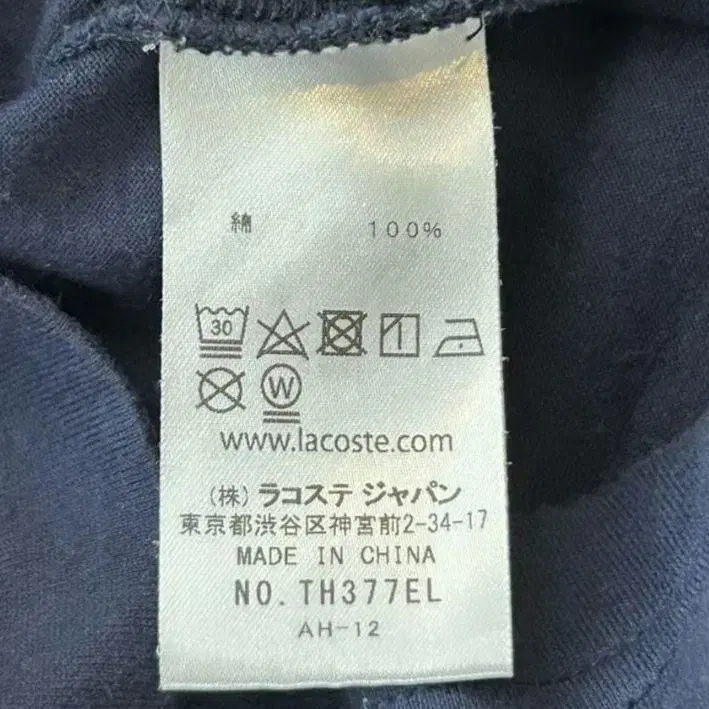 綿 100%
30
W
www.lacoste.com
(株) ラコステ ジャパン
東京都渋谷区神宮前2-34-17
MADE IN CHINA
NO. TH377EL
AH-12